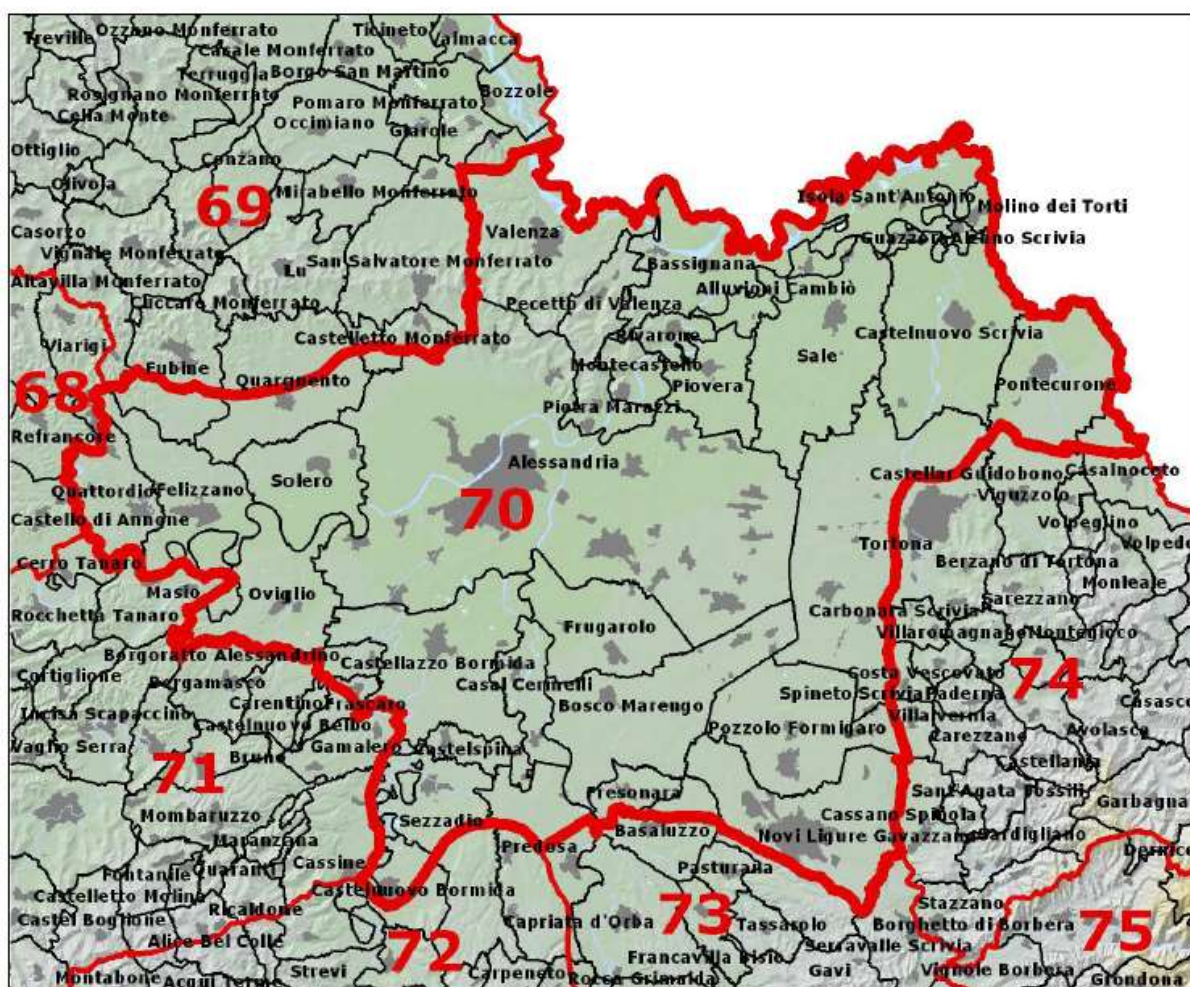 Treville
Ozzano Monferrato
Ticineto
Valmacca
Casale Monferrato
Terruggia
Borgo San Martino
Bozzole
Rosignano Monferrato
Pomaro Monferrato
Cella Monte
Occimiano
Giarole
Ottiglio
Conzano
Olivola
69
Mirabello Monferrato
Isola Sant'Antonio
Molino dei Torti
Casorzo
Valenza
Vignale Monferrato
Lu
San Salvatore Monferrato
Bassignana
Altavilla Monferrato
Alluvioni Cambiò
Cuccaro Monferrato
Pecetto di Valenza
Viarigi
Castelletto Monferrato
Rivarone
Sale
Castelnuovo Scrivia
Fubine
Quargnento
Montecastello
Piovera
Pontecurone
68
Pietra Marazzi
Refrancore
Alessandria
Solero
Castellar Guidobono
Casalnoceto
Quattordio
Felizzano
70
Viguzzolo
Castello di Annone
Volpeglino
Tortona
Volpedo
Cerro Tanaro
Berzano di Tortona
Monleale
Masio
Oviglio
Sarezzano
Rocchetta Tanaro
Carbonara Scrivia
Frugarolo
Villaromagnano
Montegioco
Borgoratto Alessandrino
Castellazzo Bormida
Cortiglione
Bergamasco
Casal Cermelli
Costa Vescovato
74
Carentino
Frascaro
Spineto Scrivia
Paderna
Casasco
Incisa Scapaccino
Castelnuovo Belbo
Bosco Marengo
Villalvernia
Vaglio Serra
Gamalero
Castelspina
Pozzolo Formigaro
Carezzano
Avolasca
Bruno
71
Castellania
Fresonara
Sant'Agata Fossili
Garbagna
Mombaruzzo
Sezzadio
Basaluzzo
Cassano Spinola
Maranzana
Novi Ligure
Gavazzana
Sardigliano
Predosa
Dernice
Fontanile
Quaranti
Cassine
Pasturana
Castelletto Molina
Castelnuovo Bormida
Stazzano
Castel Boglione
Ricaldone
Capriata d'Orba
73
Tassarolo
Borghetto di Borbera
75
Alice Bel Colle
72
Serravalle Scrivia
Montabone
Acqui Terme
Strevi
Carpeneto
Rocca Grimalda
Francavilla Bisio
Gavi
Vignole Borbera
Grondona